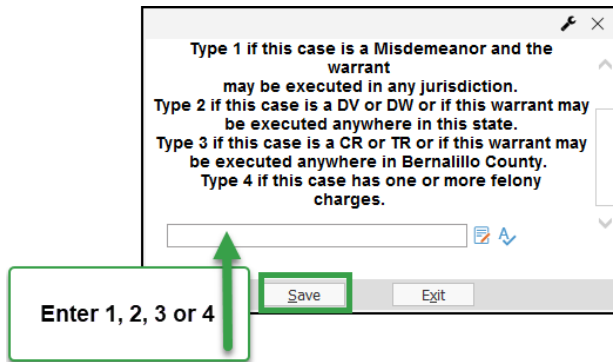 Type 1 if this case is a Misdemeanor and the
warrant
may be executed in any jurisdiction.
Type 2 if this case is a DV or DW or if this warrant may
be executed anywhere in this state.
Type 3 if this case is a CR or TR or if this warrant may
be executed anywhere in Bernalillo County.
Type 4 if this case has one or more felony
charges.
Save Exit
Enter 1, 2, 3 or 4